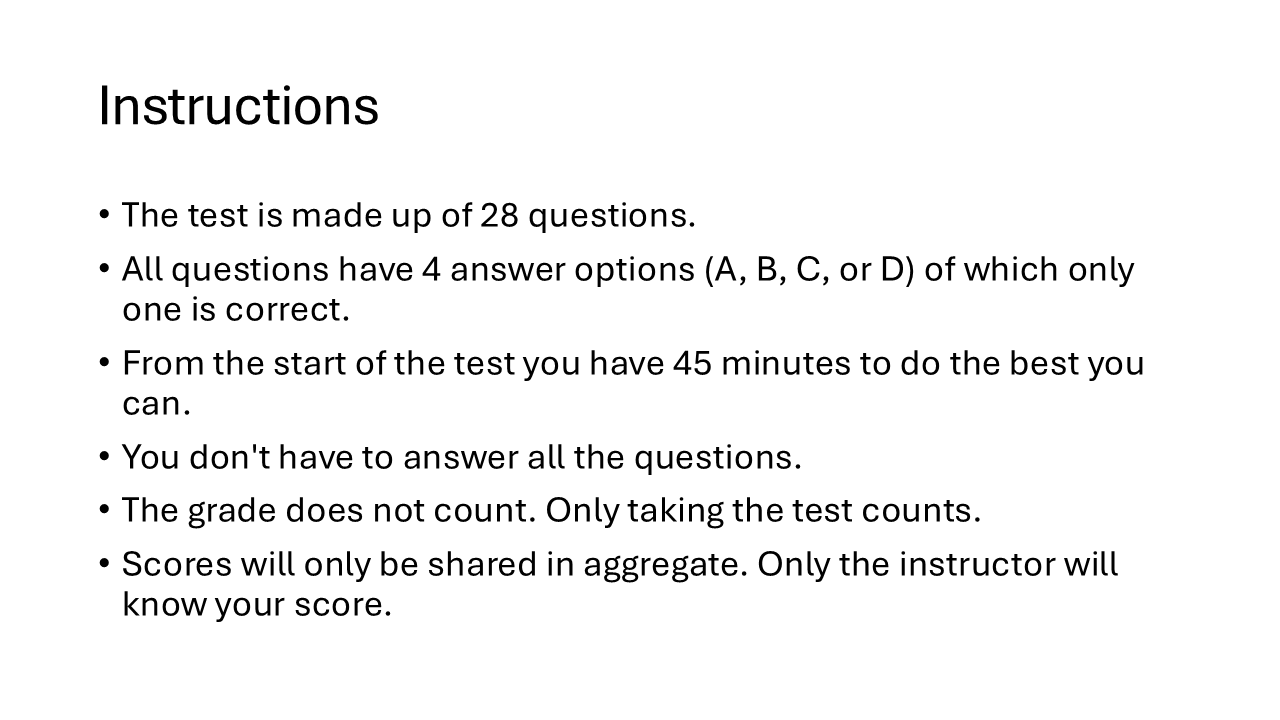 Instructions
• The test is made up of 28 questions.
• All questions have 4 answer options (A, B, C, or D) of which only
one is correct.
• From the start of the test you have 45 minutes to do the best you
can.
• You don't have to answer all the questions.
• The grade does not count. Only taking the test counts.
• Scores will only be shared in aggregate. Only the instructor will
know your score.